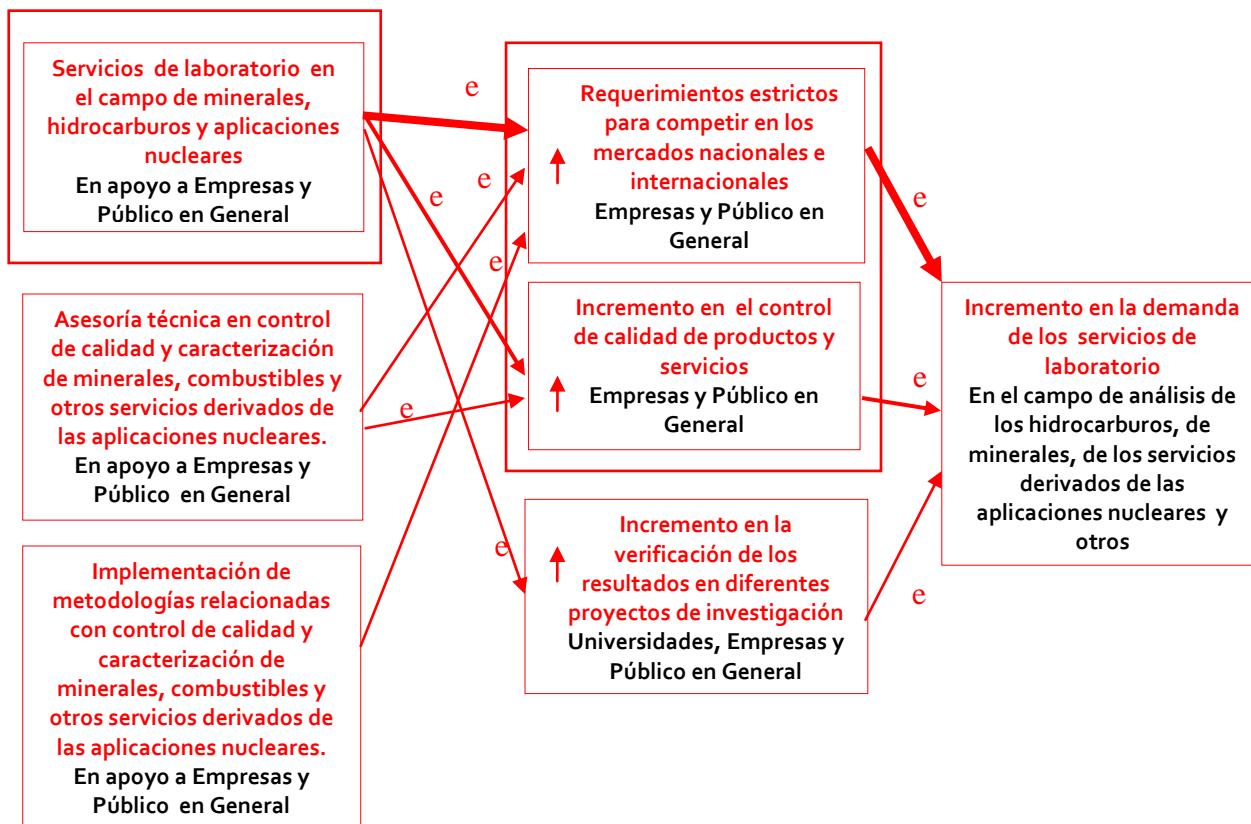 Servicios de laboratorio en
el campo de minerales,
hidrocarburos y aplicaciones
nucleares
En apoyo a Empresas y
Público en General
Asesoría técnica en control
de calidad y caracterización
de minerales, combustibles y
otros servicios derivados de
las aplicaciones nucleares.
En apoyo a Empresas y
Público en General
Implementación de
metodologías relacionadas
con control de calidad y
caracterización de
minerales, combustibles y
otros servicios derivados de
las aplicaciones nucleares.
En apoyo a Empresas y
Público en General
e
e
e
e
e
e
Requerimientos estrictos
para competir en los
mercados nacionales e
internacionales
Empresas y Público en
General
Incremento en el control
de calidad de productos y
servicios
Empresas y Público en
General
Incremento en la
verificación de los
resultados en diferentes
proyectos de investigación
Universidades, Empresas y
Público en General
e
e
e
Incremento en la demanda
de los servicios de
laboratorio
En el campo de análisis de
los hidrocarburos, de
minerales, de los servicios
derivados de las
aplicaciones nucleares y
otros